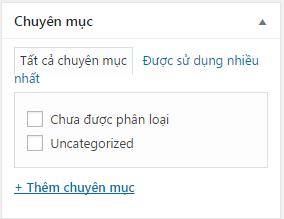 Chuyên mục
Tất cả chuyên mục Được sử dụng nhiều
nhất
Chưa được phân loại
Uncategorized
+ Thêm chuyên mục